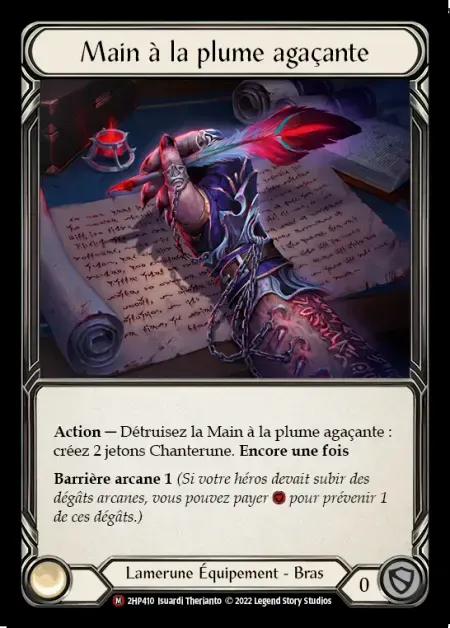 Main à la plume agaçante
Action — Détruisez la Main à la plume agaçante :
créez 2 jetons Chanterune. Encore une fois
Barrière arcane 1 (Si votre héros devait subir des
dégâts arcanes, vous pouvez payer pour prévenir 1
de ces dégâts.)
Lamerune Équipement - Bras
0
M 2HP410 Isuardi Therianto © 2022 Legend Story Studios